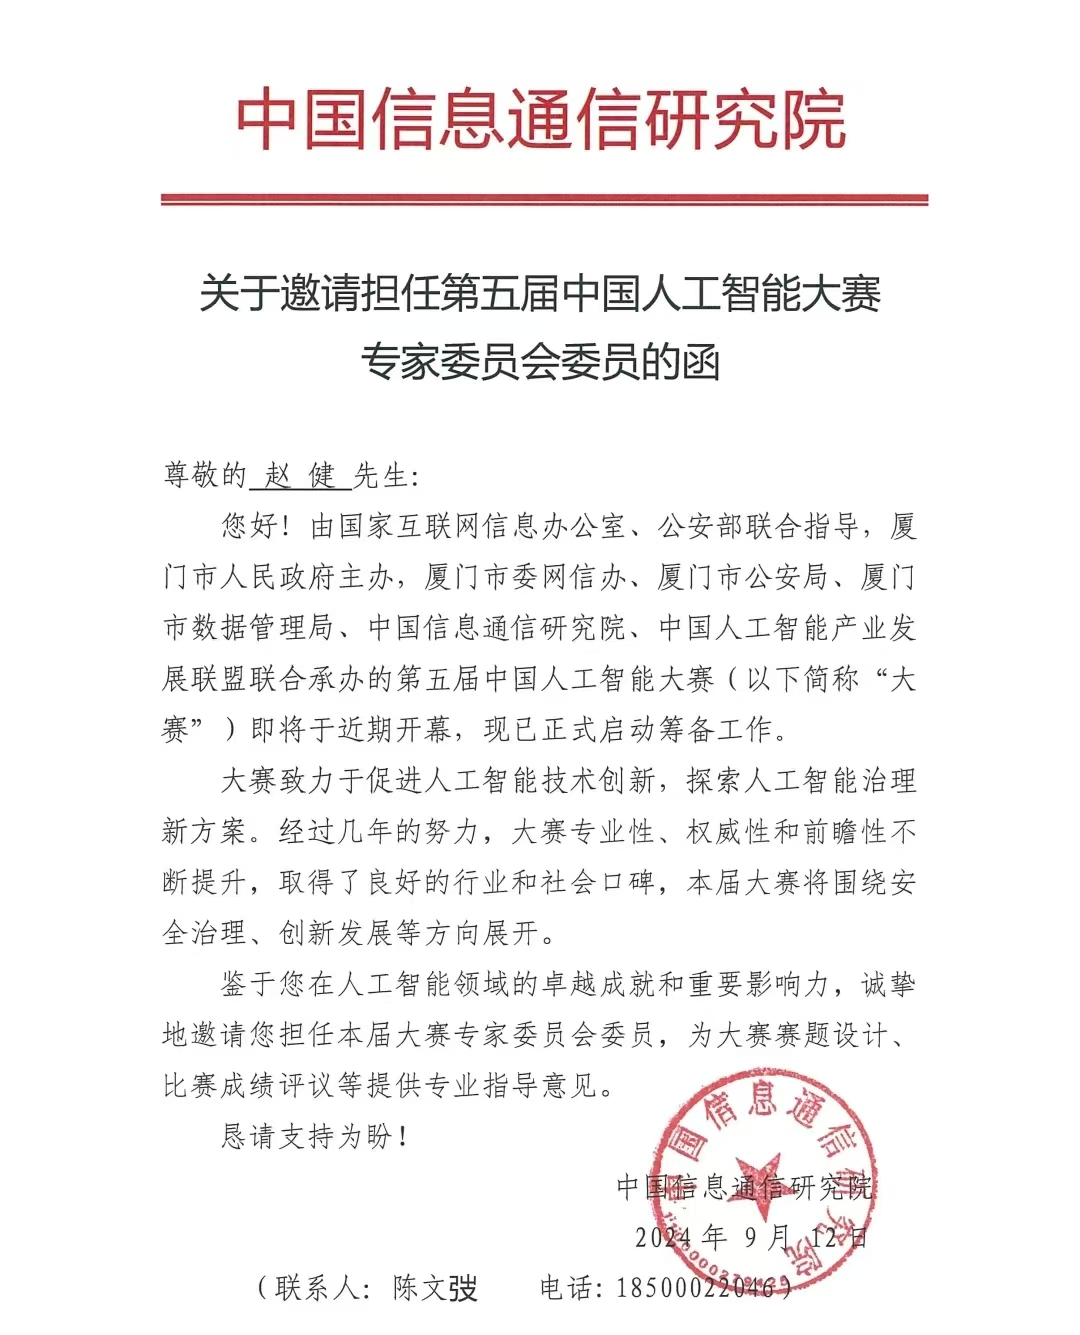 中国信息通信研究院
关于邀请担任第五届中国人工智能大赛
专家委员会委员的函
尊敬的 赵 健 先生：
您好！由国家互联网信息办公室、公安部联合指导，厦
门市人民政府主办，厦门市委网信办、厦门市公安局、厦门
市数据管理局、中国信息通信研究院、中国人工智能产业发
展联盟联合承办的第五届中国人工智能大赛（以下简称“大
赛”）即将于近期开幕，现已正式启动筹备工作。
大赛致力于促进人工智能技术创新，探索人工智能治理
新方案。经过几年的努力，大赛专业性、权威性和前瞻性不
断提升，取得了良好的行业和社会口碑，本届大赛将围绕安
全治理、创新发展等方向展开。
鉴于您在人工智能领域的卓越成就和重要影响力，诚挚
地邀请您担任本届大赛专家委员会委员，为大赛赛题设计、
比赛成绩评议等提供专业指导意见。
恳请支持为盼！
中国信息通信研究院
中国信息通信研究院
2024 年 9 月 12 日
（联系人：陈文弢 电话：18500022046）